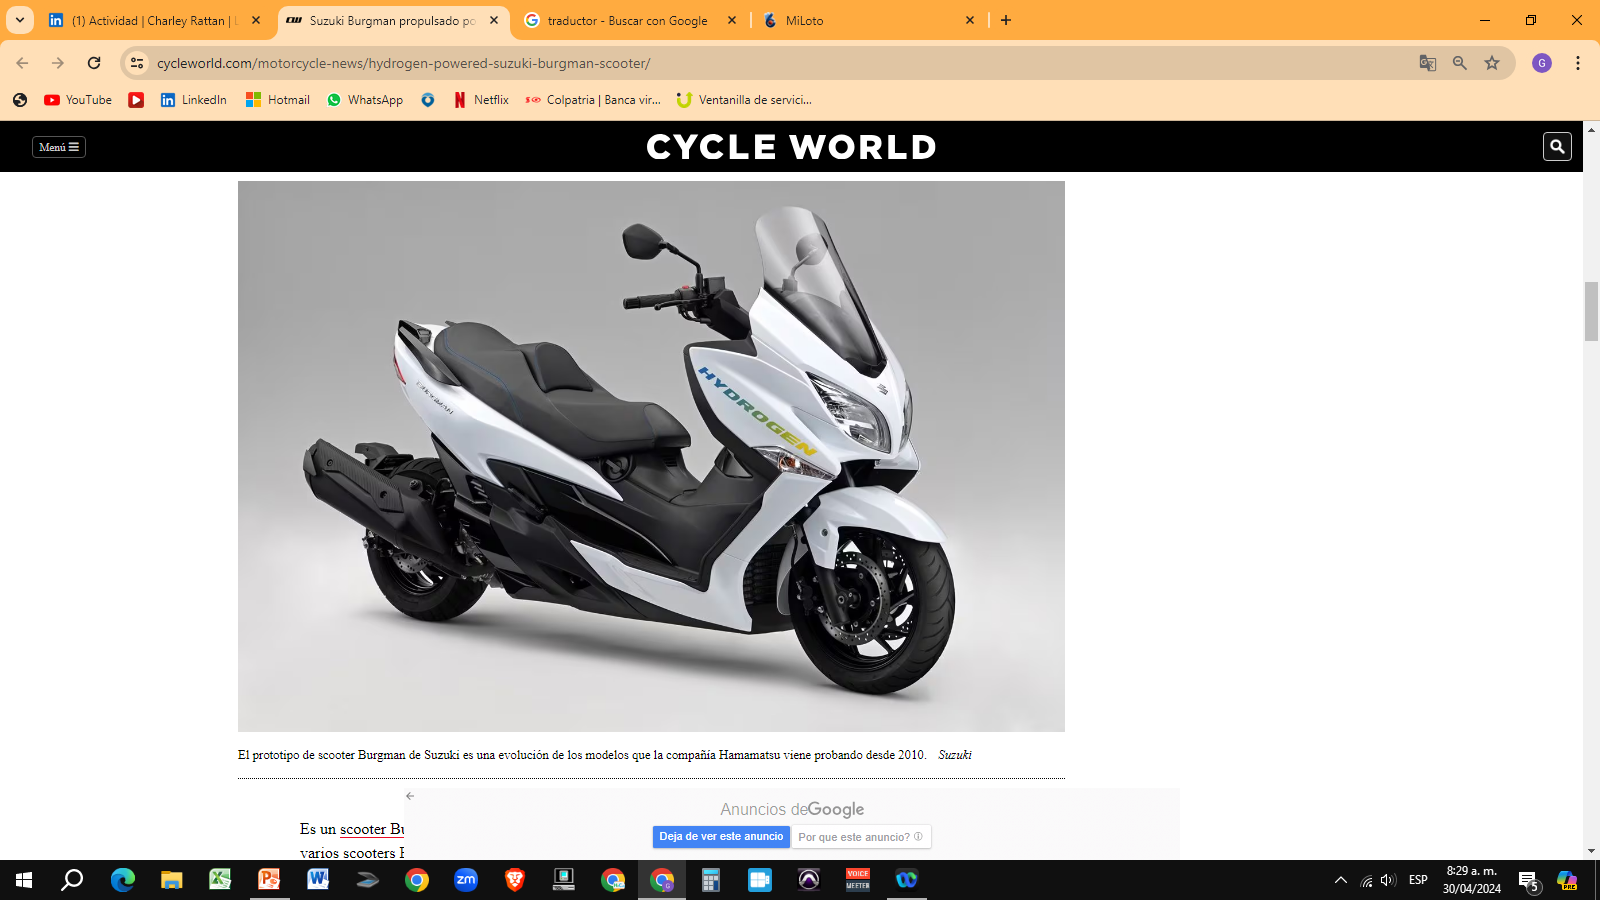 (1) Actividad | Charley Rattan | L
Suzuki Burgman propulsado po
traductor - Buscar con Google
MiLoto
cycleworld.com/motorcycle-news/hydrogen-powered-suzuki-burgman-scooter/
G
YouTube
LinkedIn
Hotmail
WhatsApp
Netflix
Colpatria | Banca vir...
Ventanilla de servici...
Menú
CYCLE WORLD
HYDROGEN
El prototipo de scooter Burgman de Suzuki es una evolución de los modelos que la compañía Hamamatsu viene probando desde 2010. Suzuki
Anuncios de Google
Deja de ver este anuncio
Por que este anuncio?
Es un scooter Bu
varios scooters
zm
VOICE
MEETER
ESP
8:29 a. m.
30/04/2024
5
PRE